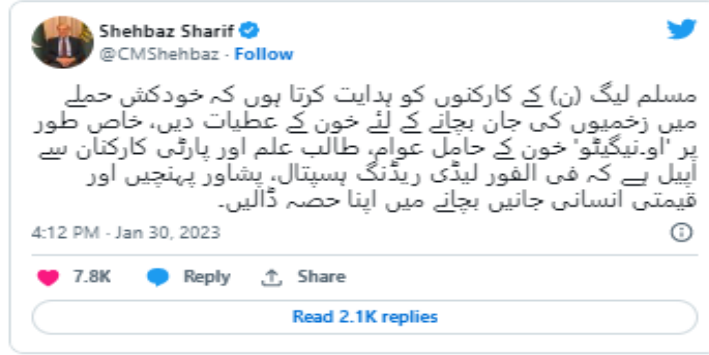 Shehbaz Sharif
@CMShehbaz · Follow
مسلم لیگ (ن) کے کارکنوں کو ہدایت کرتا ہوں کہ خودکش حملے
میں زخمیوں کی جان بچانے کے لئے خون کے عطیات دیں، خاص طور
پر 'او۔نیگیٹو' خون کے حامل عوام، طالب علم اور پارٹی کارکنان سے
اپیل ہے کہ فی الفور لیڈی ریڈنگ ہسپتال، پشاور پہنچیں اور
قیمتی انسانی جانیں بچانے میں اپنا حصہ ڈالیں۔
4:12 PM · Jan 30, 2023
7.8K Reply Share
Read 2.1K replies